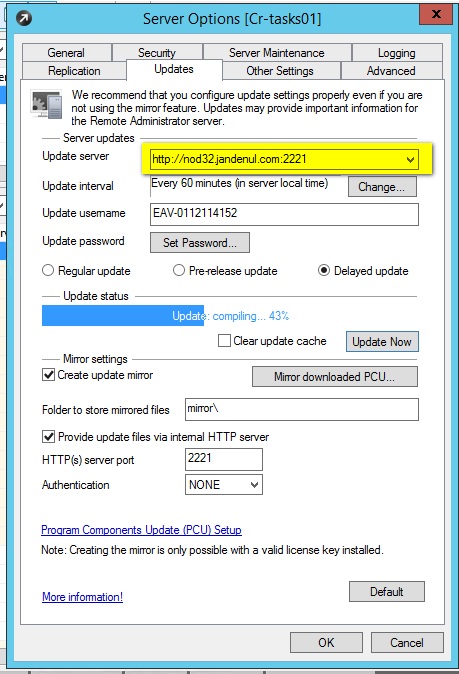 Server Options [Cr-tasks01]
x
General
Security
Server Maintenance
Logging
Replication
Updates
Other Settings
Advanced
We recommend that you configure update settings properly even if you are
not using the mirror feature. Updates may provide important information for
the Remote Administrator server.
Server updates
Update server
http://nod32.jandenul.com:2221
Update interval
Every 60 minutes (in server local time)
Change...
Update username
EAV-0112114152
Update password
Set Password...
Regular update
Pre-release update
Delayed update
Update status
Update: compiling... 43%
Clear update cache
Update Now
Mirror settings
Create update mirror
Mirror downloaded PCU...
Folder to store mirrored files
mirror\
Provide update files via internal HTTP server
HTTP(s) server port
2221
Authentication
NONE
Program Components Update (PCU) Setup
Note: Creating the mirror is only possible with a valid license key installed.
More information!
Default
OK
Cancel